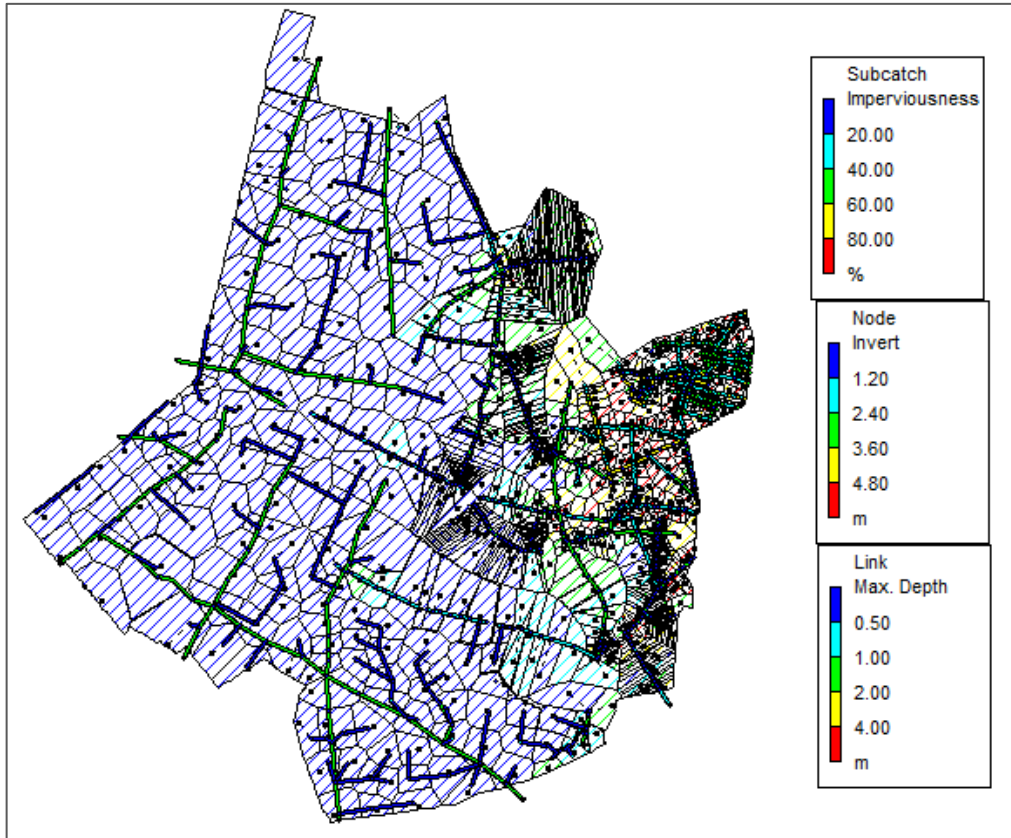 Subcatch
Imperviousness
20.00
40.00
60.00
80.00
%
Node
Invert
1.20
2.40
3.60
4.80
m
Link
Max. Depth
0.50
1.00
2.00
4.00
m